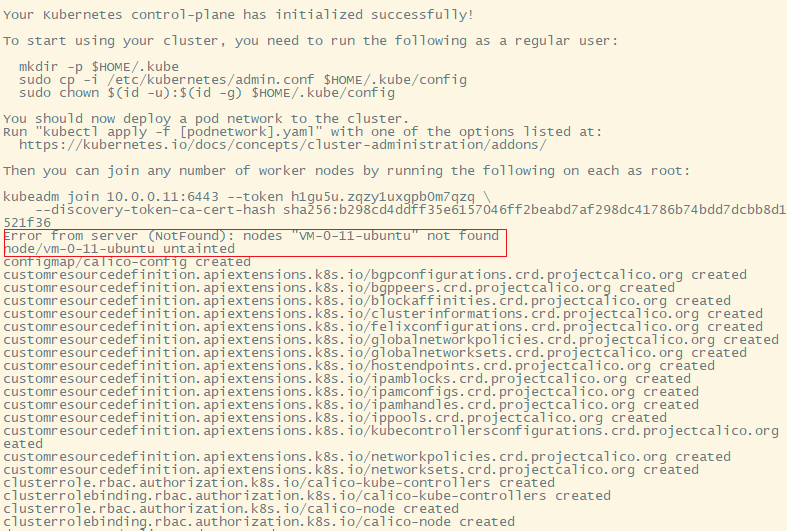 Your Kubernetes control-plane has initialized successfully!
To start using your cluster, you need to run the following as a regular user:
mkdir -p $HOME/.kube
sudo cp -i /etc/kubernetes/admin.conf $HOME/.kube/config
sudo chown $(id -u):$(id -g) $HOME/.kube/config
You should now deploy a pod network to the cluster.
Run "kubectl apply -f [podnetwork].yaml" with one of the options listed at:
https://kubernetes.io/docs/concepts/cluster-administration/addons/
Then you can join any number of worker nodes by running the following on each as root:
kubeadm join 10.0.0.11:6443 --token h1gu5u.zqzy1uxgpb0m7qzq \
--discovery-token-ca-cert-hash sha256:b298cd4ddff35e6157046ff2beabd7af298dc41786b74bdd7dcbb8d1
521f36
Error from server (NotFound): nodes "VM-0-11-ubuntu" not found
node/vm-0-11-ubuntu untainted
configmap/calico-config created
customresourcedefinition.apiextensions.k8s.io/bgpconfigurations.crd.projectcalico.org created
customresourcedefinition.apiextensions.k8s.io/bgppeers.crd.projectcalico.org created
customresourcedefinition.apiextensions.k8s.io/blockaffinities.crd.projectcalico.org created
customresourcedefinition.apiextensions.k8s.io/clusterinformations.crd.projectcalico.org created
customresourcedefinition.apiextensions.k8s.io/felixconfigurations.crd.projectcalico.org created
customresourcedefinition.apiextensions.k8s.io/globalnetworkpolicies.crd.projectcalico.org created
customresourcedefinition.apiextensions.k8s.io/globalnetworksets.crd.projectcalico.org created
customresourcedefinition.apiextensions.k8s.io/hostendpoints.crd.projectcalico.org created
customresourcedefinition.apiextensions.k8s.io/ipamblocks.crd.projectcalico.org created
customresourcedefinition.apiextensions.k8s.io/ipamconfigs.crd.projectcalico.org created
customresourcedefinition.apiextensions.k8s.io/ipamhandles.crd.projectcalico.org created
customresourcedefinition.apiextensions.k8s.io/ippools.crd.projectcalico.org created
customresourcedefinition.apiextensions.k8s.io/kubecontrollersconfigurations.crd.projectcalico.org
eated
customresourcedefinition.apiextensions.k8s.io/networkpolicies.crd.projectcalico.org created
customresourcedefinition.apiextensions.k8s.io/networksets.crd.projectcalico.org created
clusterrole.rbac.authorization.k8s.io/calico-kube-controllers created
clusterrolebinding.rbac.authorization.k8s.io/calico-kube-controllers created
clusterrole.rbac.authorization.k8s.io/calico-node created
clusterrolebinding.rbac.authorization.k8s.io/calico-node created